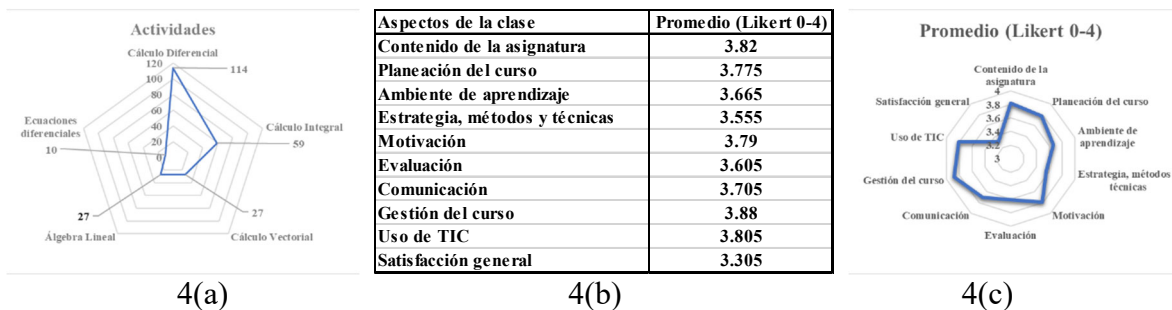 Actividades
Cálculo Diferencial
120
100
80
60
40
20
0
114
Cálculo Integral
59
27
Cálculo Vectorial
27
Álgebra Lineal
Ecuaciones
diferenciales
10
4(a)
Aspectos de la clase Promedio (Likert 0-4)
Contenido de la asignatura 3.82
Planeación del curso 3.775
Ambiente de aprendizaje 3.665
Estrategia, métodos y técnicas 3.555
Motivación 3.79
Evaluación 3.605
Comunicación 3.705
Gestión del curso 3.88
Uso de TIC 3.805
Satisfacción general 3.305
4(b)
Promedio (Likert 0-4)
Contenido de la
asignatura
4
3.8
3.6
3.4
3.2
3
Planeación del curso
Ambiente de
aprendizaje
Estrategia, métodos
técnicas
Motivación
Evaluación
Comunicación
Gestión del curso
Uso de TIC
Satisfacción general
4(c)